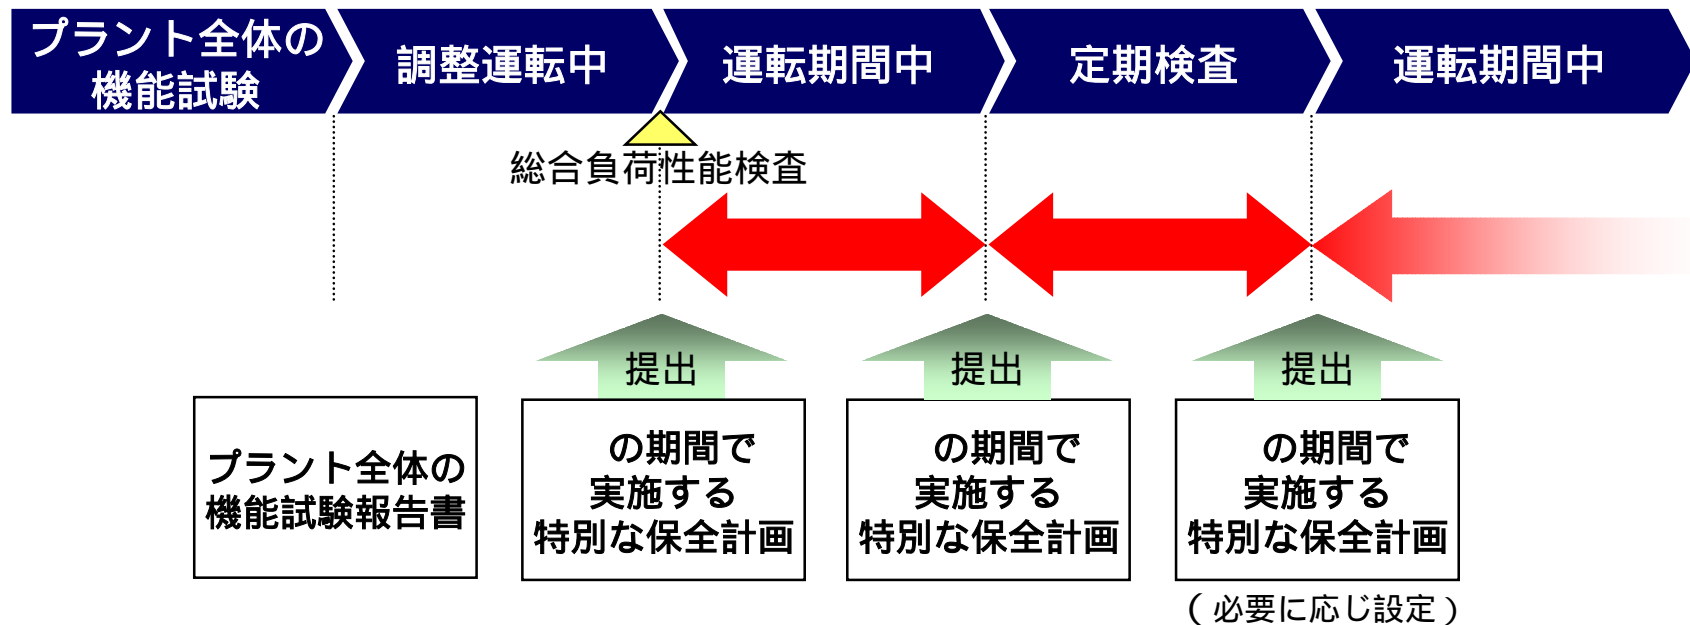 プラント全体の
機能試験
調整運転中
運転期間中
定期検査
運転期間中
総合負荷性能検査
提出
提出
提出
プラント全体の
機能試験報告書
の期間で
実施する
特別な保全計画
の期間で
実施する
特別な保全計画
の期間で
実施する
特別な保全計画
（必要に応じ設定）